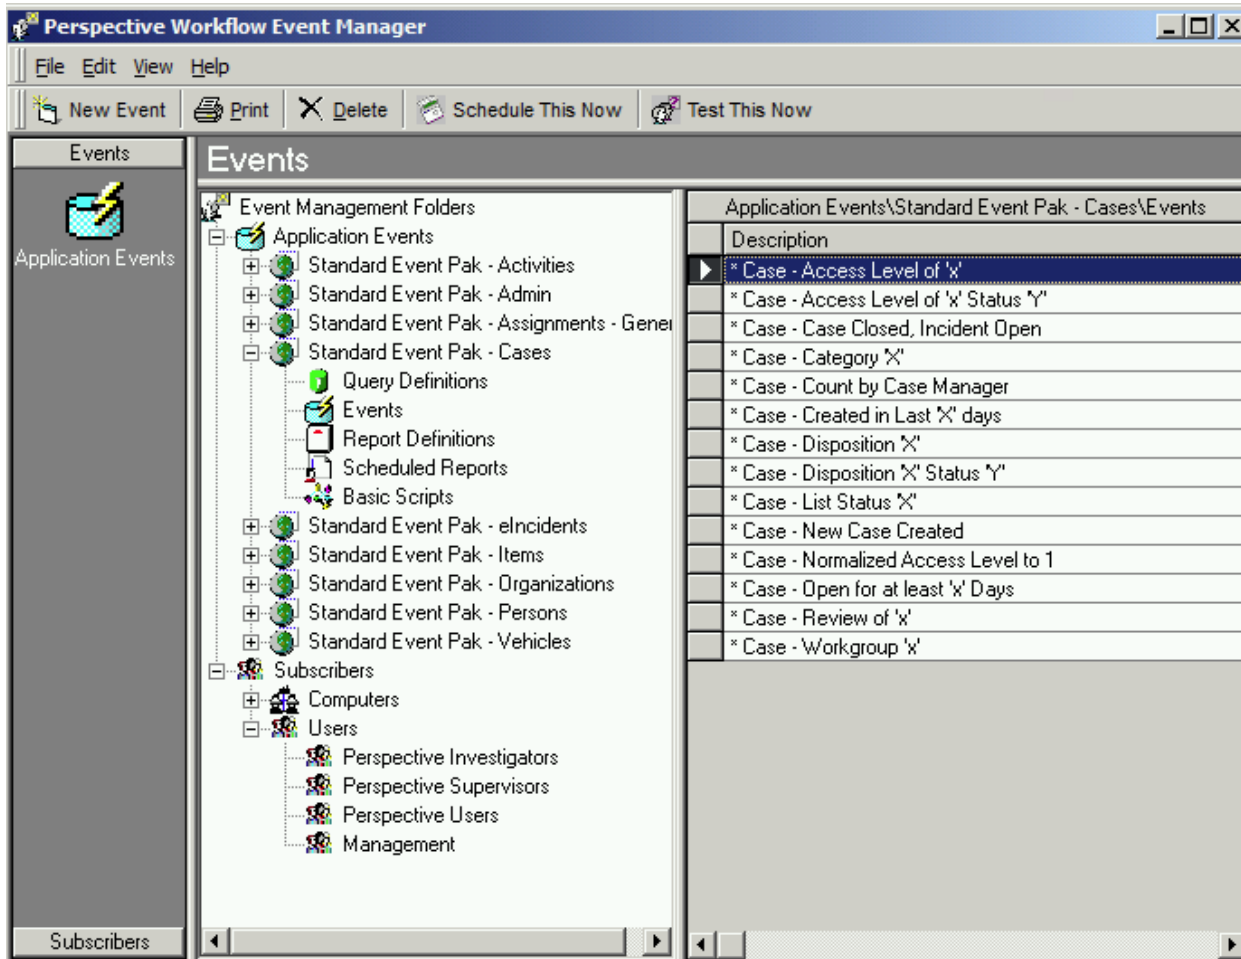 Perspective Workflow Event Manager
File Edit View Help
New Event Print Delete Schedule This Now Test This Now
Events
Application Events
Subscribers
Events
Event Management Folders
Application Events
Standard Event Pak - Activities
Standard Event Pak - Admin
Standard Event Pak - Assignments - Gener
Standard Event Pak - Cases
Query Definitions
Events
Report Definitions
Scheduled Reports
Basic Scripts
Standard Event Pak - eIncidents
Standard Event Pak - Items
Standard Event Pak - Organizations
Standard Event Pak - Persons
Standard Event Pak - Vehicles
Subscribers
Computers
Users
Perspective Investigators
Perspective Supervisors
Perspective Users
Management
Application Events\Standard Event Pak - Cases\Events
Description
* Case - Access Level of 'x'
* Case - Access Level of 'x' Status 'Y'
* Case - Case Closed, Incident Open
* Case - Category 'X'
* Case - Count by Case Manager
* Case - Created in Last 'X' days
* Case - Disposition 'X'
* Case - Disposition 'X' Status 'Y'
* Case - List Status 'X'
* Case - New Case Created
* Case - Normalized Access Level to 1
* Case - Open for at least 'x' Days
* Case - Review of 'x'
* Case - Workgroup 'x'